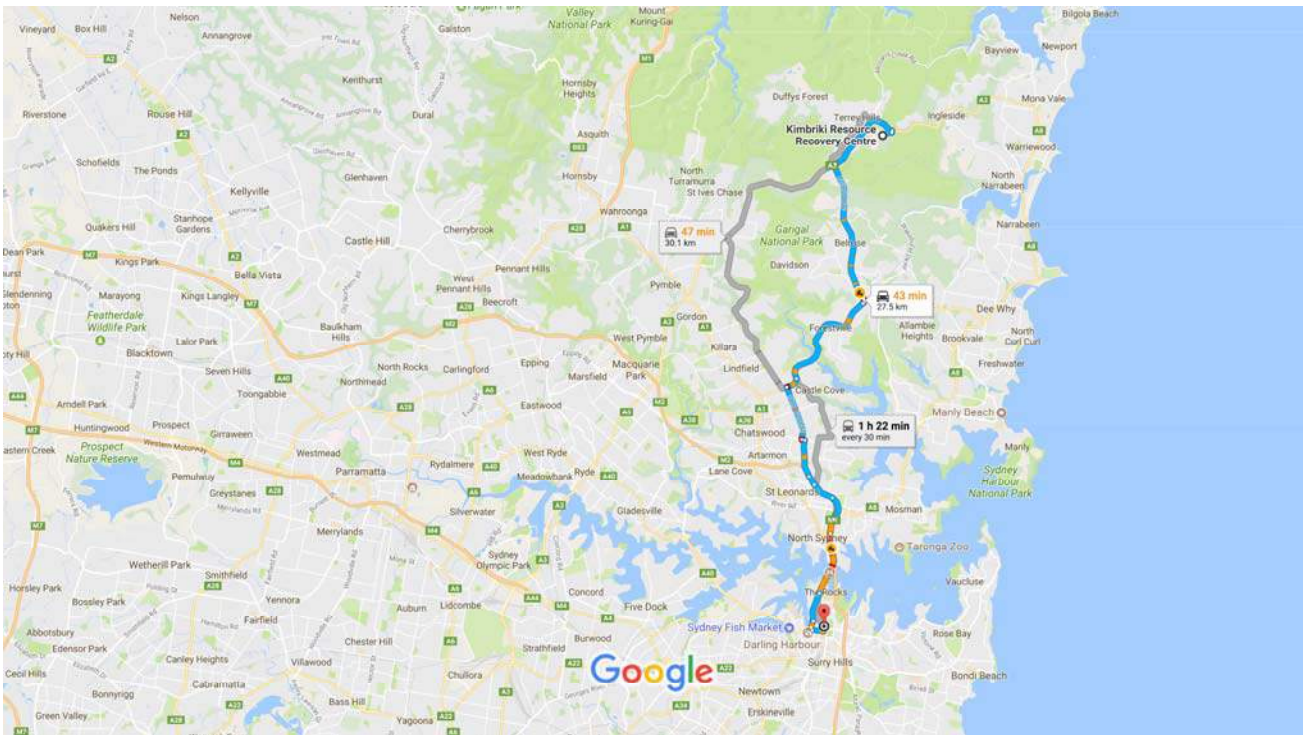 Nelson
Vineyard
Box Hill
Annangrove
Galston
Valley
National Park
Mount
Kuring-Gai
Bilgola Beach
Bayview
Newport
Kenthurst
Hornsby
Heights
Duffys Forest
Mona Vale
Riverstone
Rouse Hill
Dural
Asquith
Terrey Hills
Ingleside
Kimbriki Resource
Recovery Centre
Warriewood
Schofields
The Ponds
Glenhaven
Hornsby
North
Turramurra
St Ives Chase
North
Narrabeen
Kellyville
Wahroonga
Quakers Hill
Stanhope
Gardens
Castle Hill
Cherrybrook
47 min
30.1 km
Garigal
National Park
Belrose
Narrabeen
Dean Park
Kings Park
Bella Vista
West
Pennant Hills
Pennant Hills
Davidson
Glendenning
Marayong
Kings Langley
Beecroft
Pymble
43 min
27.5 km
Dee Why
Featherdale
Wildlife Park
Baulkham
Hills
Gordon
Forestville
Allambie
Heights
Brookvale
North
Curl Curl
Lalor Park
West Pymble
Killara
Blacktown
Seven Hills
North Rocks
Carlingford
Epping
Macquarie
Park
Lindfield
Freshwater
Toongabbie
Northmead
Marsfield
Castle Cove
Arndell Park
Eastwood
Manly Beach
Huntingwood
Prospect
Girraween
Chatswood
1 h 22 min
every 30 min
Western Motorway
Westmead
West Ryde
Artarmon
Manly
Prospect
Nature Reserve
Parramatta
Rydalmere
Meadowbank
Ryde
Lane Cove
Sydney
Harbour
National Park
Pemulwuy
Greystanes
Silverwater
Gladesville
St Leonards
Mosman
Merrylands
North Sydney
Sydney
Olympic Park
Taronga Zoo
Wetherill Park
Smithfield
Concord
The Rocks
Vaucluse
Horsley Park
Yennora
Auburn
Lidcombe
Five Dock
Bossley Park
Fairfield
Sydney Fish Market
Abbotsbury
Chester Hill
Burwood
Darling Harbour
Rose Bay
Edensor Park
Canley Heights
Villawood
Strathfield
Surry Hills
Cecil Hills
Cabramatta
Chullora
Google
Bondi Beach
Bonnyrigg
Bass Hill
Newtown
Green Valley
Yagoona
Erskineville